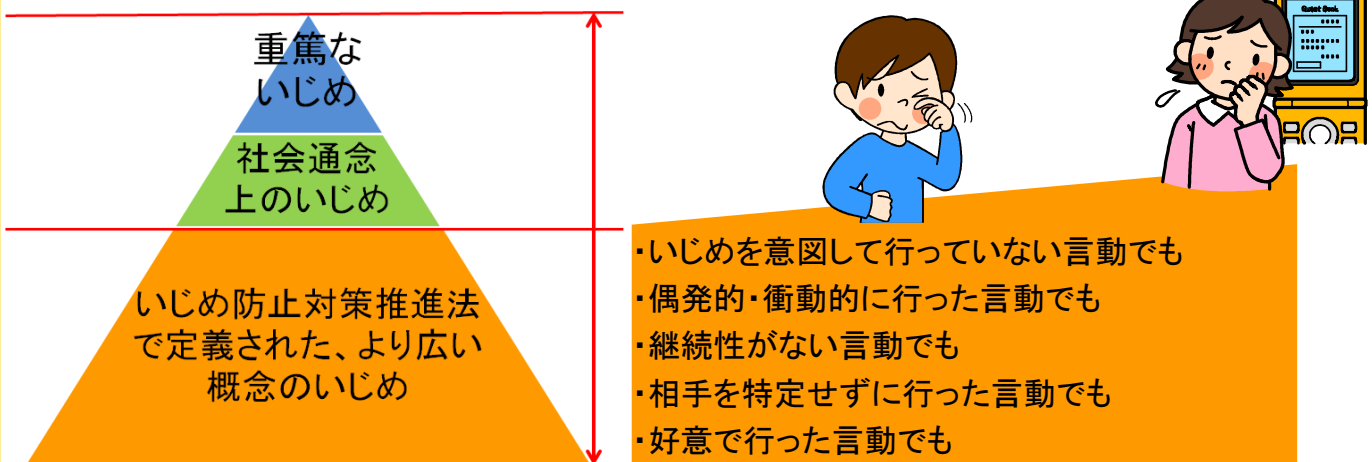 重篤な
いじめ
社会通念
上のいじめ
いじめ防止対策推進法
で定義された、より広い
概念のいじめ
・いじめを意図して行っていない言動でも
・偶発的・衝動的に行った言動でも
・継続性がない言動でも
・相手を特定せずに行った言動でも
・好意で行った言動でも